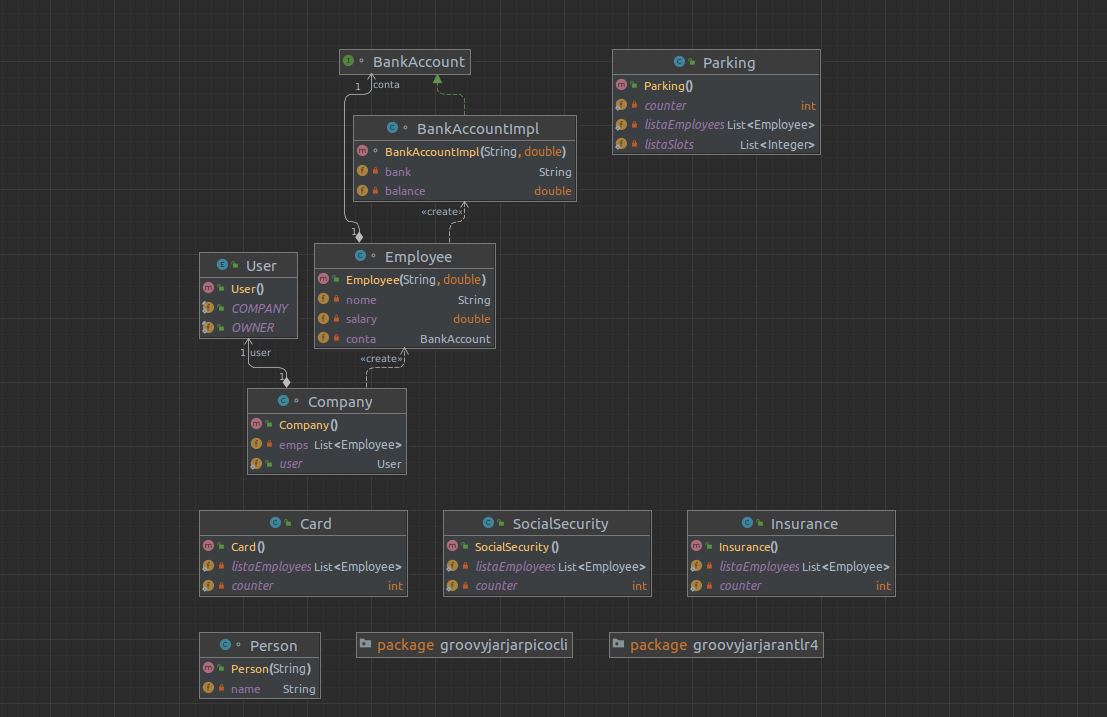 BankAccount
1 conta
BankAccountImpl
BankAccountImpl(String, double)
bank String
balance double
«create»
1
Parking
Parking()
counter int
listaEmployees List<Employee>
listaSlots List<Integer>
User
User()
COMPANY
OWNER
Employee
Employee(String, double)
nome String
salary double
conta BankAccount
1 user
«create»
1
Company
Company()
emps List<Employee>
user User
Card
Card()
listaEmployees List<Employee>
counter int
SocialSecurity
SocialSecurity()
listaEmployees List<Employee>
counter int
Insurance
Insurance()
listaEmployees List<Employee>
counter int
Person
Person(String)
name String
package groovyjarjarpicocli
package groovyjarjarantlr4